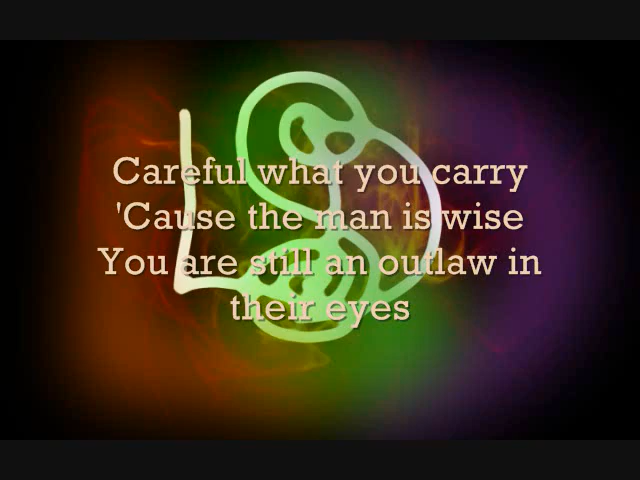 Careful what you carry
'Cause the man is wise
You are still an outlaw in
their eyes